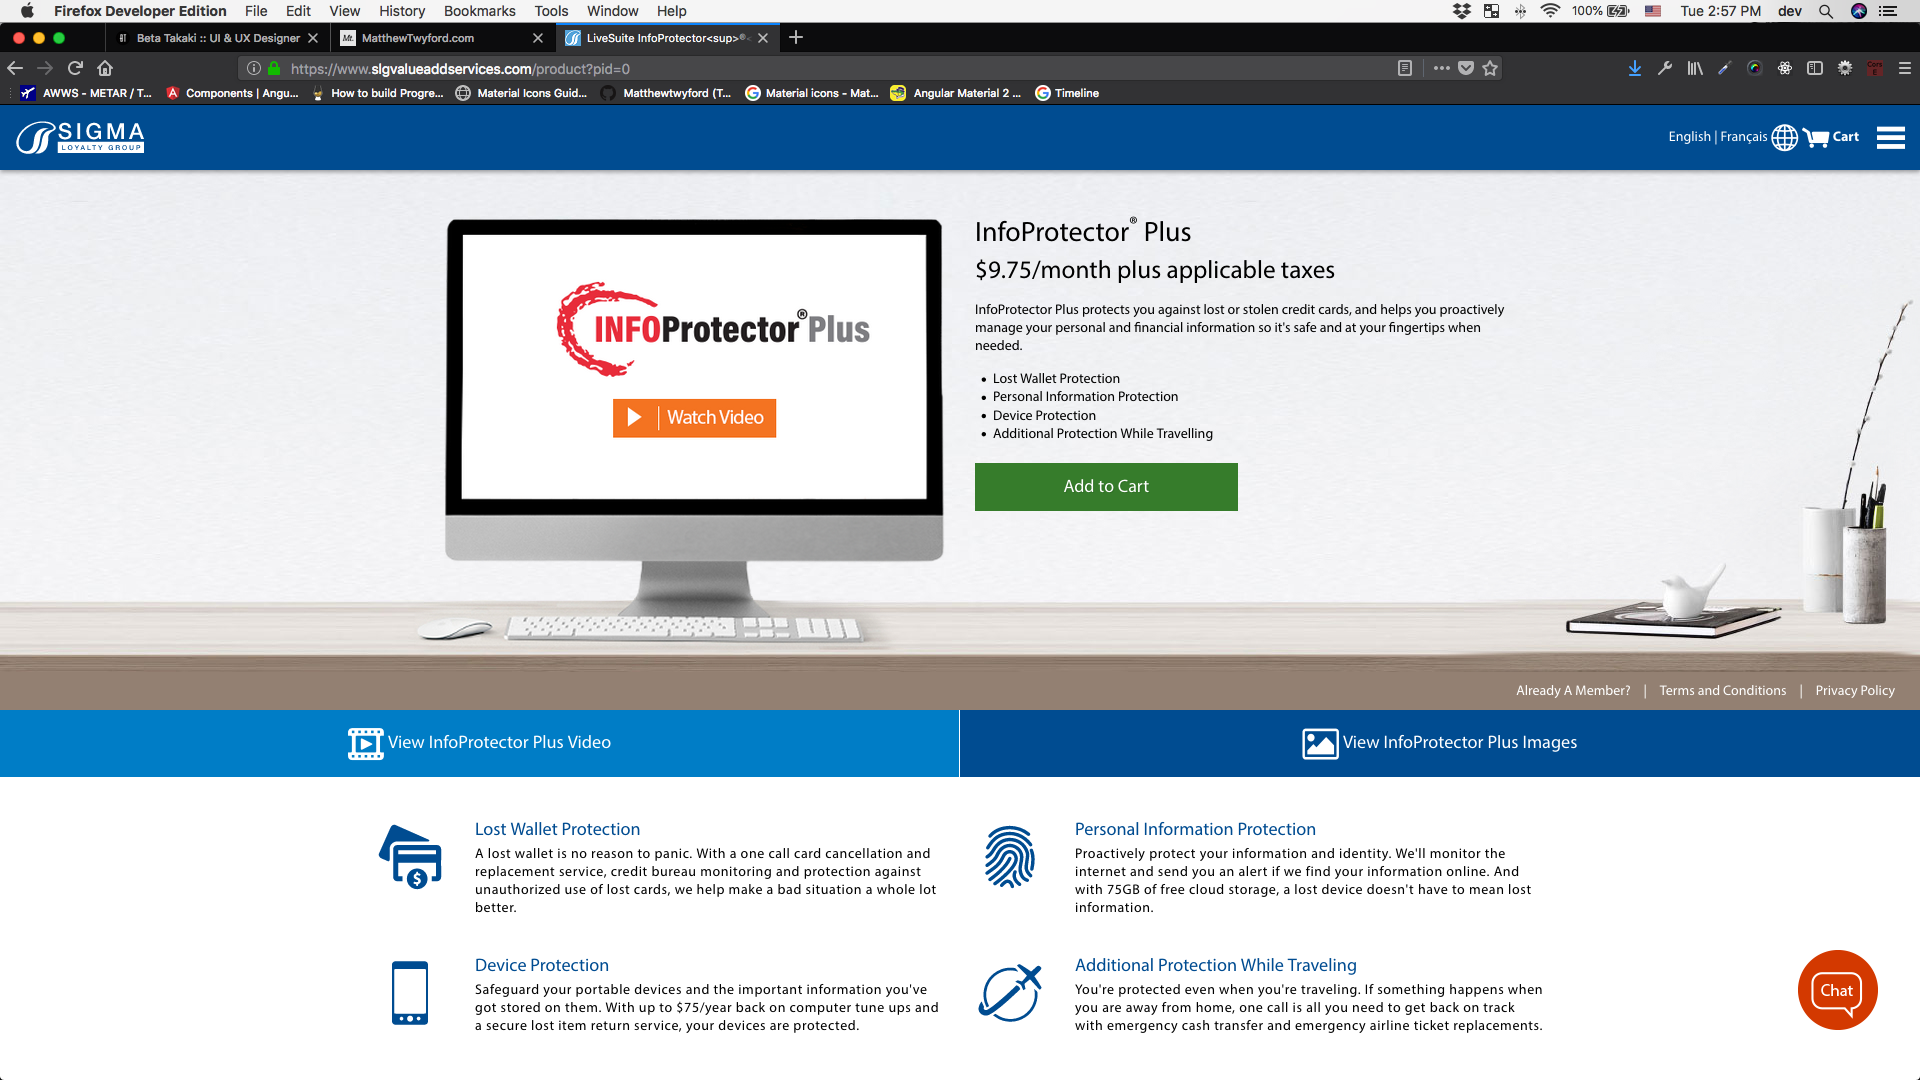 Firefox Developer Edition File Edit View History Bookmarks Tools Window Help 100% Tue 2:57 PM dev
BT Beta Takaki :: UI & UX Designer Mt. MatthewTwyford.com LiveSuite InfoProtector<sup>®<
https://www.slgvalueaddservices.com/product?pid=0
AWWS - METAR / T... Components | Angu... How to build Progre... Material Icons Guid... Matthewtwyford (T... Material icons - Mat... Angular Material 2 ... Timeline
SIGMA
LOYALTY GROUP
English | Français Cart
InfoProtector® Plus
$9.75/month plus applicable taxes
InfoProtector Plus protects you against lost or stolen credit cards, and helps you proactively
manage your personal and financial information so it's safe and at your fingertips when
needed.
• Lost Wallet Protection
• Personal Information Protection
• Device Protection
• Additional Protection While Travelling
Add to Cart
INFOProtector® Plus
Watch Video
Already A Member? | Terms and Conditions | Privacy Policy
View InfoProtector Plus Video
View InfoProtector Plus Images
Lost Wallet Protection
A lost wallet is no reason to panic. With a one call card cancellation and
replacement service, credit bureau monitoring and protection against
unauthorized use of lost cards, we help make a bad situation a whole lot
better.
Personal Information Protection
Proactively protect your information and identity. We'll monitor the
internet and send you an alert if we find your information online. And
with 75GB of free cloud storage, a lost device doesn't have to mean lost
information.
Device Protection
Safeguard your portable devices and the important information you've
got stored on them. With up to $75/year back on computer tune ups and
a secure lost item return service, your devices are protected.
Additional Protection While Traveling
You're protected even when you're traveling. If something happens when
you are away from home, one call is all you need to get back on track
with emergency cash transfer and emergency airline ticket replacements.
Chat